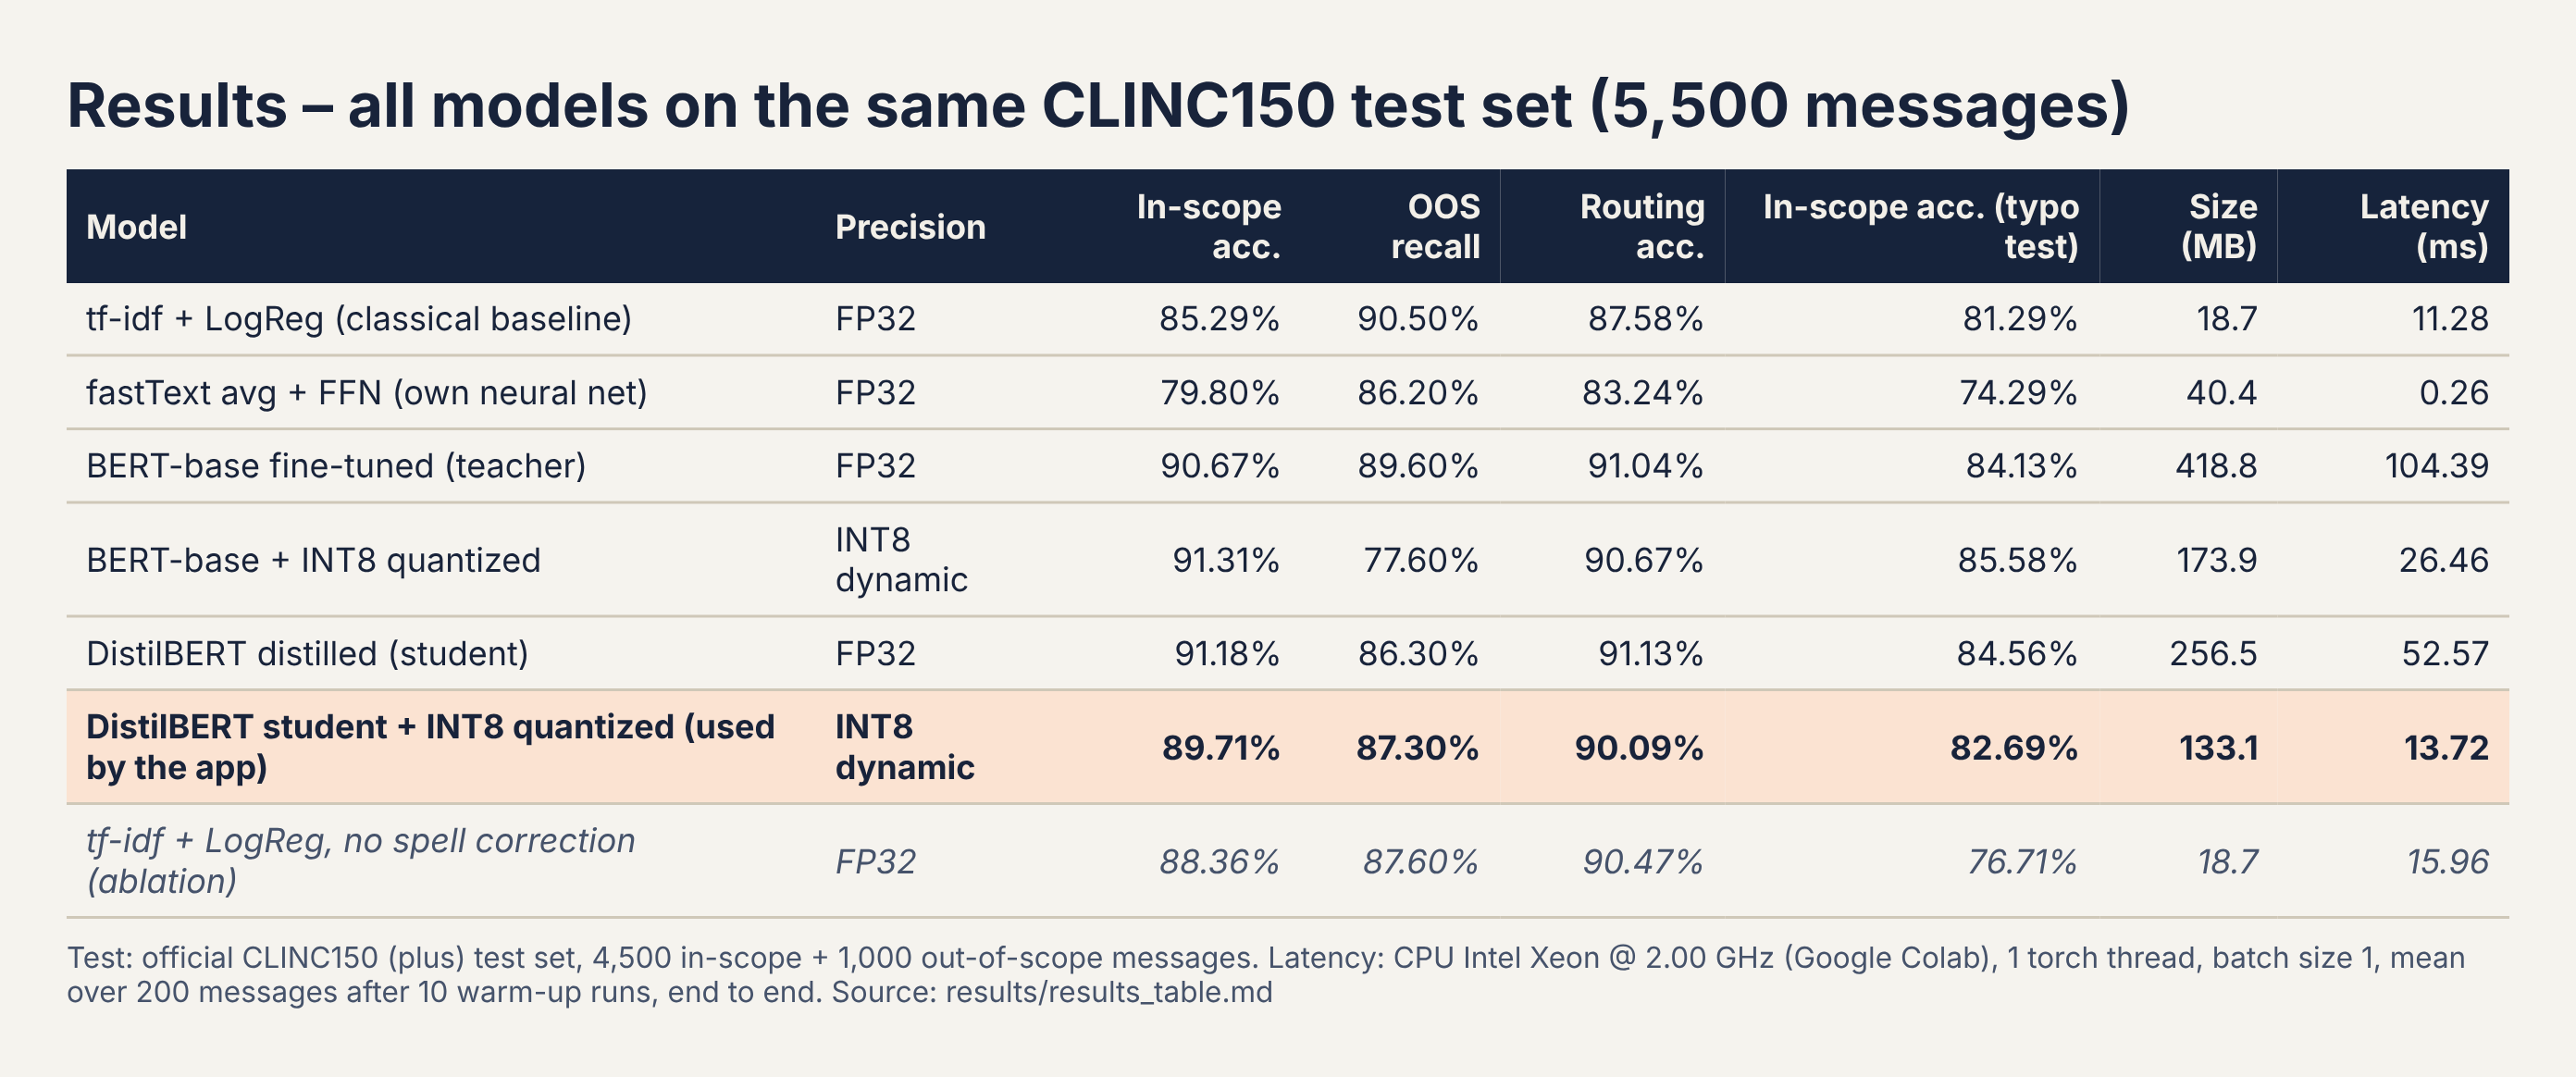 Results – all models on the same CLINC150 test set (5,500 messages)
Model Precision In-scope acc. OOS recall Routing acc. In-scope acc. (typo test) Size (MB) Latency (ms)
tf-idf + LogReg (classical baseline) FP32 85.29% 90.50% 87.58% 81.29% 18.7 11.28
fastText avg + FFN (own neural net) FP32 79.80% 86.20% 83.24% 74.29% 40.4 0.26
BERT-base fine-tuned (teacher) FP32 90.67% 89.60% 91.04% 84.13% 418.8 104.39
BERT-base + INT8 quantized INT8 dynamic 91.31% 77.60% 90.67% 85.58% 173.9 26.46
DistilBERT distilled (student) FP32 91.18% 86.30% 91.13% 84.56% 256.5 52.57
DistilBERT student + INT8 quantized (used by the app) INT8 dynamic 89.71% 87.30% 90.09% 82.69% 133.1 13.72
tf-idf + LogReg, no spell correction (ablation) FP32 88.36% 87.60% 90.47% 76.71% 18.7 15.96
Test: official CLINC150 (plus) test set, 4,500 in-scope + 1,000 out-of-scope messages. Latency: CPU Intel Xeon @ 2.00 GHz (Google Colab), 1 torch thread, batch size 1, mean
over 200 messages after 10 warm-up runs, end to end. Source: results/results_table.md